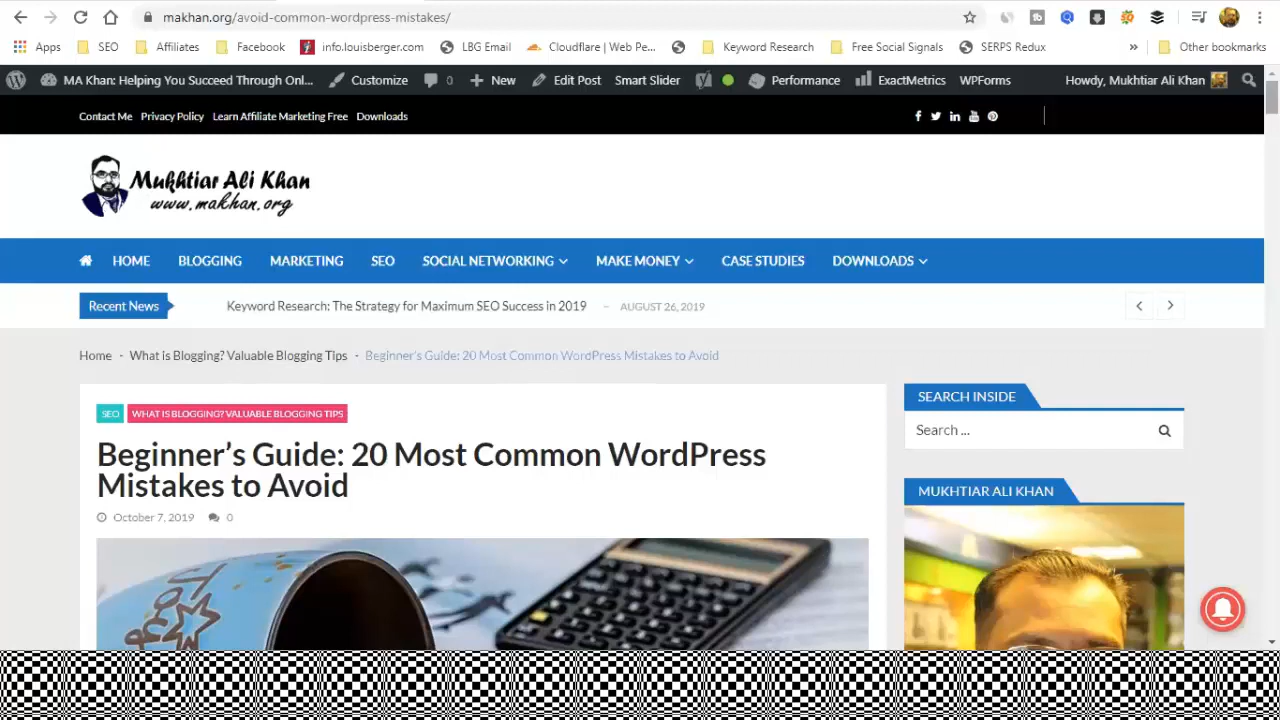 makhan.org/avoid-common-wordpress-mistakes/
Apps SEO Affiliates Facebook info.louisberger.com LBG Email Cloudflare | Web Pe... Keyword Research Free Social Signals SERPS Redux » Other bookmarks
MA Khan: Helping You Succeed Through Onl... Customize 0 New Edit Post Smart Slider Performance ExactMetrics WPForms Howdy, Mukhtiar Ali Khan
Contact Me Privacy Policy Learn Affiliate Marketing Free Downloads
Mukhtiar Ali Khan
www.makhan.org
HOME BLOGGING MARKETING SEO SOCIAL NETWORKING MAKE MONEY CASE STUDIES DOWNLOADS
Recent News Keyword Research: The Strategy for Maximum SEO Success in 2019 – AUGUST 26, 2019
Home - What is Blogging? Valuable Blogging Tips - Beginner's Guide: 20 Most Common WordPress Mistakes to Avoid
SEO WHAT IS BLOGGING? VALUABLE BLOGGING TIPS
Beginner’s Guide: 20 Most Common WordPress
Mistakes to Avoid
October 7, 2019 0
SEARCH INSIDE
Search ...
MUKHTIAR ALI KHAN